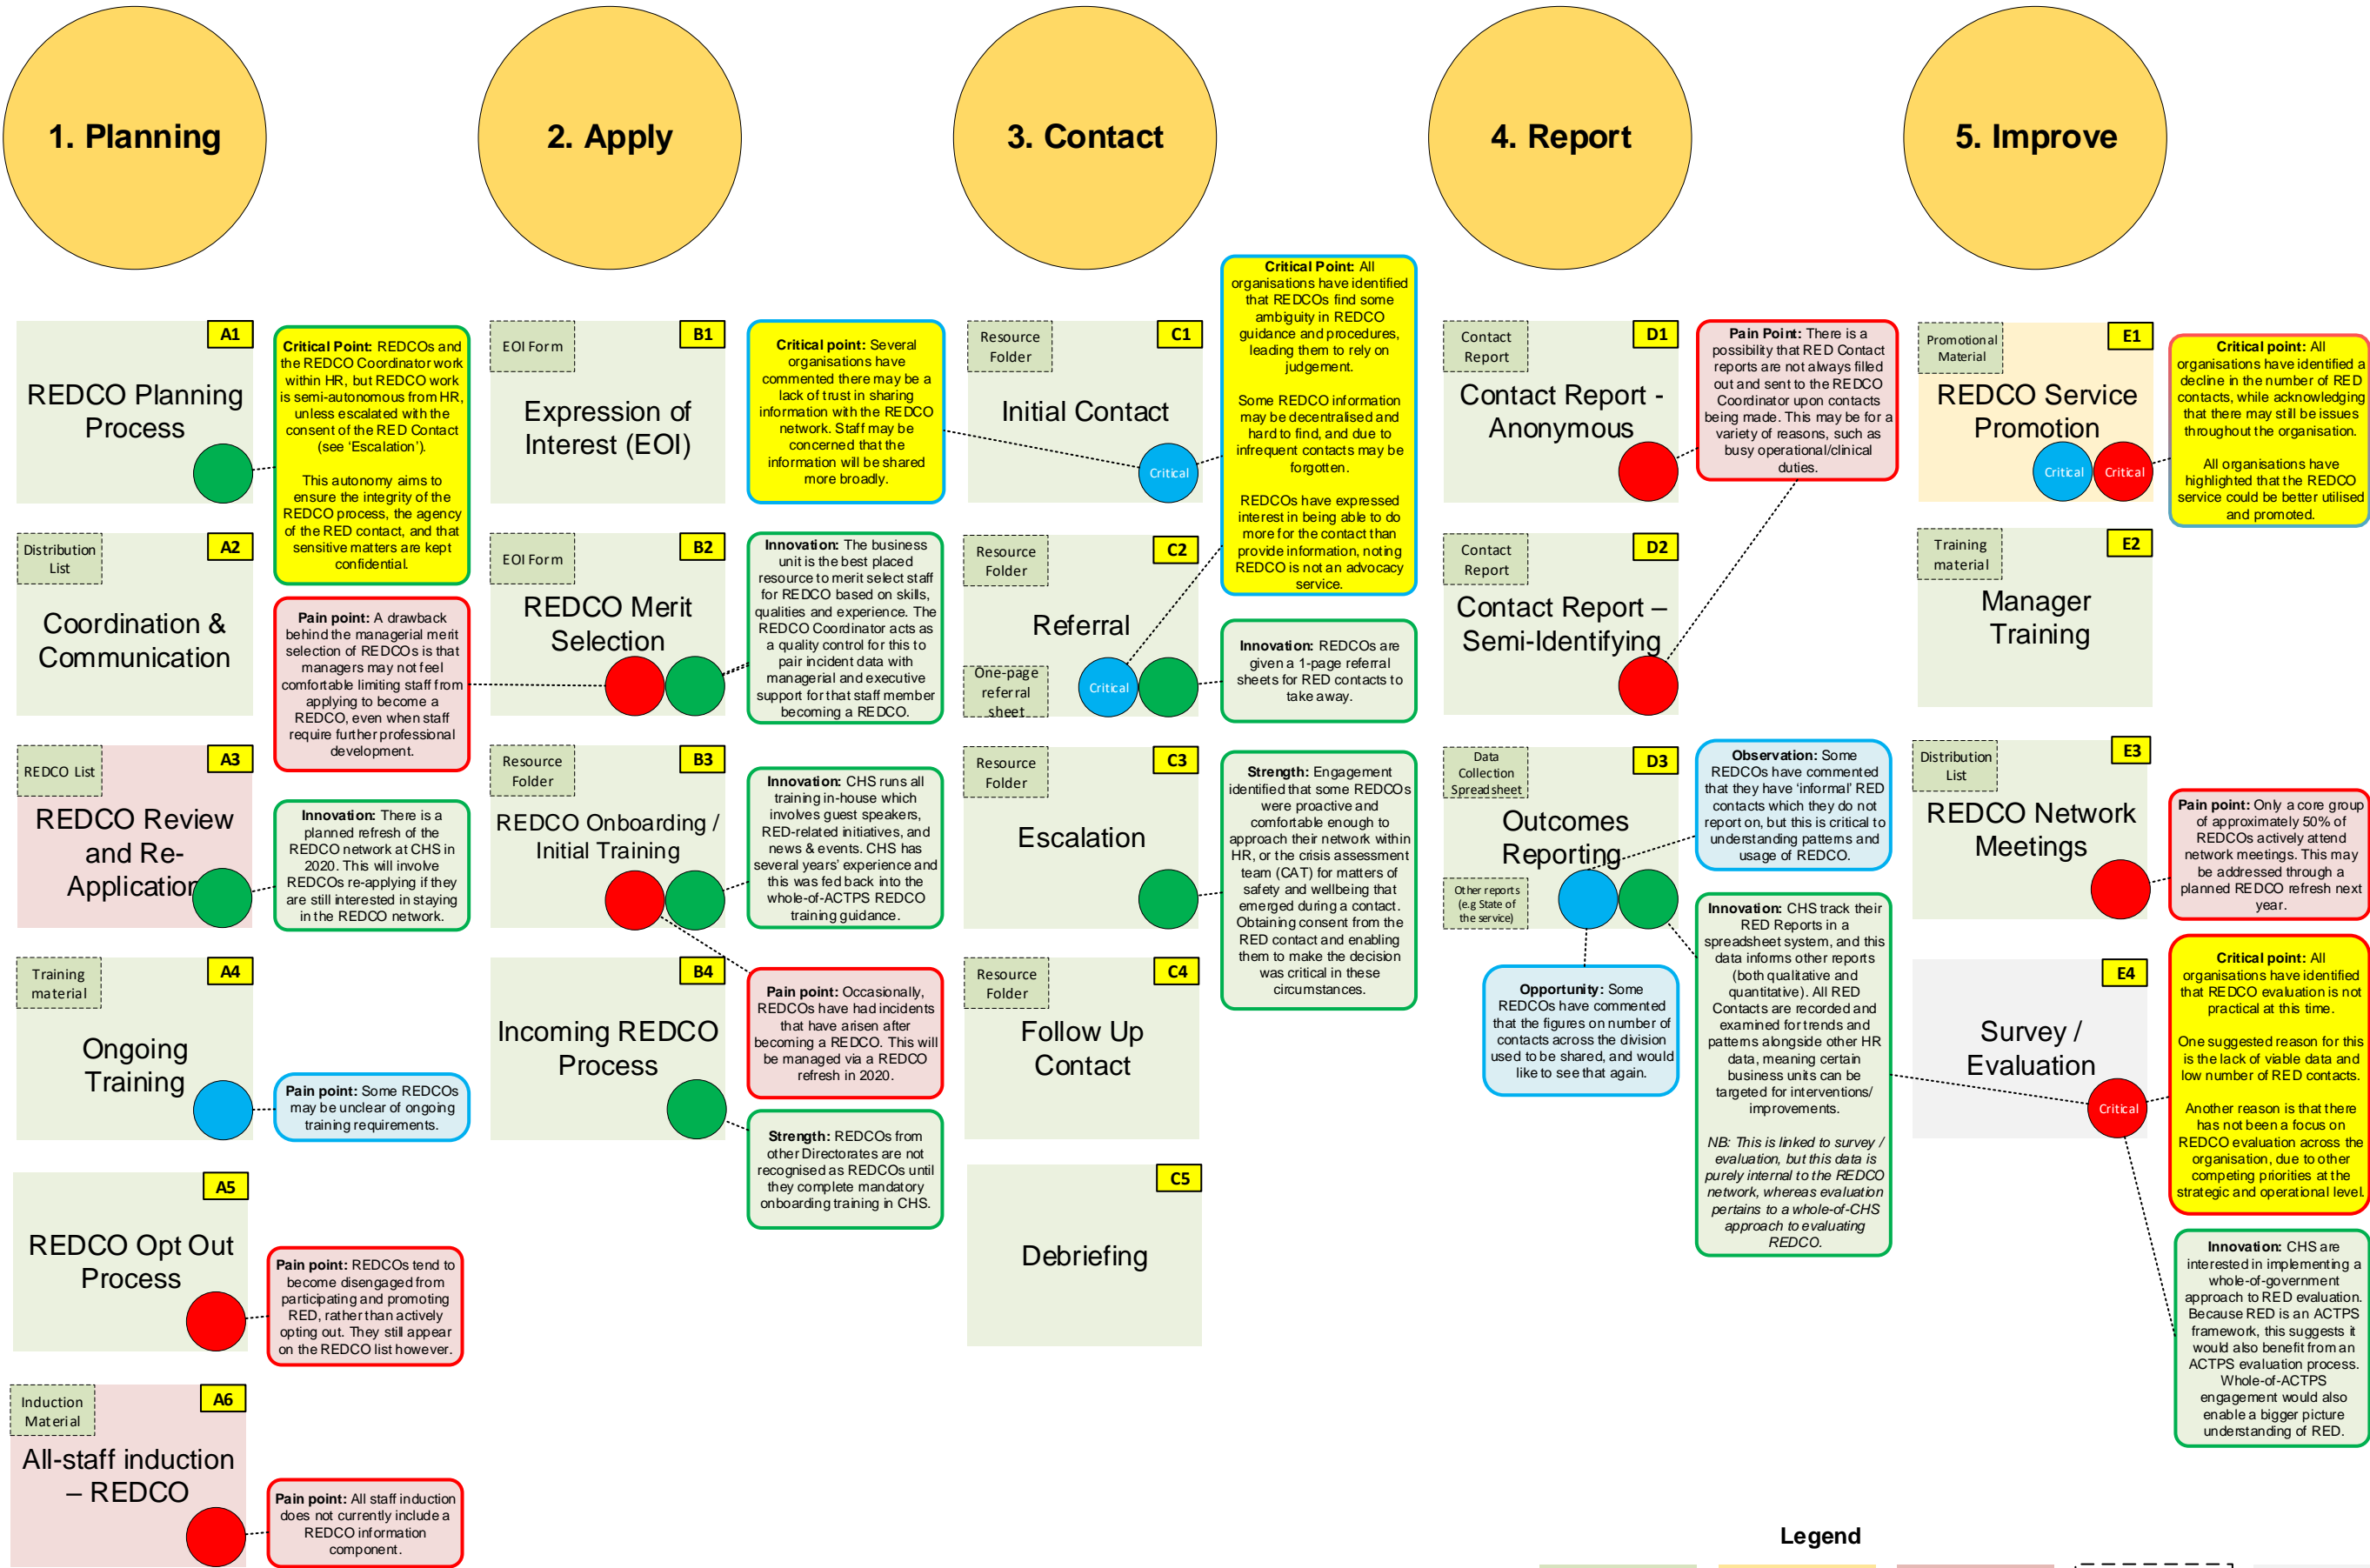 1. Planning
2. Apply
3. Contact
4. Report
5. Improve
A1
REDCO Planning
Process
Critical Point: REDCOs and
the REDCO Coordinator work
within HR, but REDCO work
is semi-autonomous from HR,
unless escalated with the
consent of the RED Contact
(see ‘Escalation’).
This autonomy aims to
ensure the integrity of the
REDCO process, the agency
of the RED contact, and that
sensitive matters are kept
confidential.
Distribution
List
A2
Coordination &
Communication
Pain point: A drawback
behind the managerial merit
selection of REDCOs is that
managers may not feel
comfortable limiting staff from
applying to become a
REDCO, even when staff
require further professional
development.
REDCO List
A3
REDCO Review
and Re-
Application
Innovation: There is a
planned refresh of the
REDCO network at CHS in
2020. This will involve
REDCOs re-applying if they
are still interested in staying
in the REDCO network.
Training
material
A4
Ongoing
Training
Pain point: Some REDCOs
may be unclear of ongoing
training requirements.
A5
REDCO Opt Out
Process
Pain point: REDCOs tend to
become disengaged from
participating and promoting
RED, rather than actively
opting out. They still appear
on the REDCO list however.
Induction
Material
A6
All-staff induction
– REDCO
Pain point: All staff induction
does not currently include a
REDCO information
component.
EOI Form
B1
Expression of
Interest (EOI)
Critical point: Several
organisations have
commented there may be a
lack of trust in sharing
information with the REDCO
network. Staff may be
concerned that the
information will be shared
more broadly.
EOI Form
B2
REDCO Merit
Selection
Innovation: The business
unit is the best placed
resource to merit select staff
for REDCO based on skills,
qualities and experience. The
REDCO Coordinator acts as
a quality control for this to
pair incident data with
managerial and executive
support for that staff member
becoming a REDCO.
Resource
Folder
B3
REDCO Onboarding /
Initial Training
Innovation: CHS runs all
training in-house which
involves guest speakers,
RED-related initiatives, and
news & events. CHS has
several years’ experience and
this was fed back into the
whole-of-ACTPS REDCO
training guidance.
B4
Incoming REDCO
Process
Pain point: Occasionally,
REDCOs have had incidents
that have arisen after
becoming a REDCO. This will
be managed via a REDCO
refresh in 2020.
Strength: REDCOs from
other Directorates are not
recognised as REDCOs until
they complete mandatory
onboarding training in CHS.
Resource
Folder
C1
Initial Contact
Critical
Critical Point: All
organisations have identified
that REDCOs find some
ambiguity in REDCO
guidance and procedures,
leading them to rely on
judgement.
Some REDCO information
may be decentralised and
hard to find, and due to
infrequent contacts may be
forgotten.
REDCOs have expressed
interest in being able to do
more for the contact than
provide information, noting
REDCO is not an advocacy
service.
Resource
Folder
C2
Referral
One-page
referral
sheet
Critical
Innovation: REDCOs are
given a 1-page referral
sheets for RED contacts to
take away.
Resource
Folder
C3
Escalation
Strength: Engagement
identified that some REDCOs
were proactive and
comfortable enough to
approach their network within
HR, or the crisis assessment
team (CAT) for matters of
safety and wellbeing that
emerged during a contact.
Obtaining consent from the
RED contact and enabling
them to make the decision
was critical in these
circumstances.
Resource
Folder
C4
Follow Up
Contact
C5
Debriefing
Contact
Report
D1
Contact Report -
Anonymous
Pain Point: There is a
possibility that RED Contact
reports are not always filled
out and sent to the REDCO
Coordinator upon contacts
being made. This may be for a
variety of reasons, such as
busy operational/clinical
duties.
Contact
Report
D2
Contact Report –
Semi-Identifying
Data
Collection
Spreadsheet
D3
Outcomes
Reporting
Other reports
(e.g State of
the service)
Observation: Some
REDCOs have commented
that they have ‘informal’ RED
contacts which they do not
report on, but this is critical to
understanding patterns and
usage of REDCO.
Opportunity: Some
REDCOs have commented
that the figures on number of
contacts across the division
used to be shared, and would
like to see that again.
Innovation: CHS track their
RED Reports in a
spreadsheet system, and this
data informs other reports
(both qualitative and
quantitative). All RED
Contacts are recorded and
examined for trends and
patterns alongside other HR
data, meaning certain
business units can be
targeted for interventions/
improvements.
NB: This is linked to survey /
evaluation, but this data is
purely internal to the REDCO
network, whereas evaluation
pertains to a whole-of-CHS
approach to evaluating
REDCO.
Promotional
Material
E1
REDCO Service
Promotion
Critical
Critical
Critical point: All
organisations have identified a
decline in the number of RED
contacts, while acknowledging
that there may still be issues
throughout the organisation.
All organisations have
highlighted that the REDCO
service could be better utilised
and promoted.
Training
material
E2
Manager
Training
Distribution
List
E3
REDCO Network
Meetings
Pain point: Only a core group
of approximately 50% of
REDCOs actively attend
network meetings. This may
be addressed through a
planned REDCO refresh next
year.
E4
Survey /
Evaluation
Critical
Critical point: All
organisations have identified
that REDCO evaluation is not
practical at this time.
One suggested reason for this
is the lack of viable data and
low number of RED contacts.
Another reason is that there
has not been a focus on
REDCO evaluation across the
organisation, due to other
competing priorities at the
strategic and operational level.
Innovation: CHS are
interested in implementing a
whole-of-government
approach to RED evaluation.
Because RED is an ACTPS
framework, this suggests it
would also benefit from an
ACTPS evaluation process.
Whole-of-ACTPS
engagement would also
enable a bigger picture
understanding of RED.
Legend